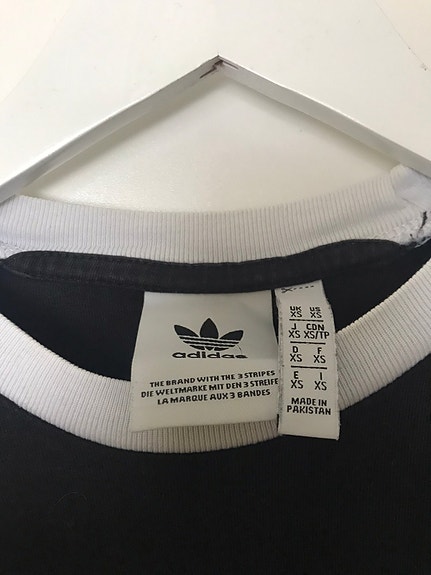 adidas
THE BRAND WITH THE 3 STRIPES
DIE WELTMARKE MIT DEN 3 STREIFE
LA MARQUE AUX 3 BANDES
UK US
XS XS
J CDN
XS XS/TP
D F
XS XS
E I
XS XS
MADE IN
PAKISTAN